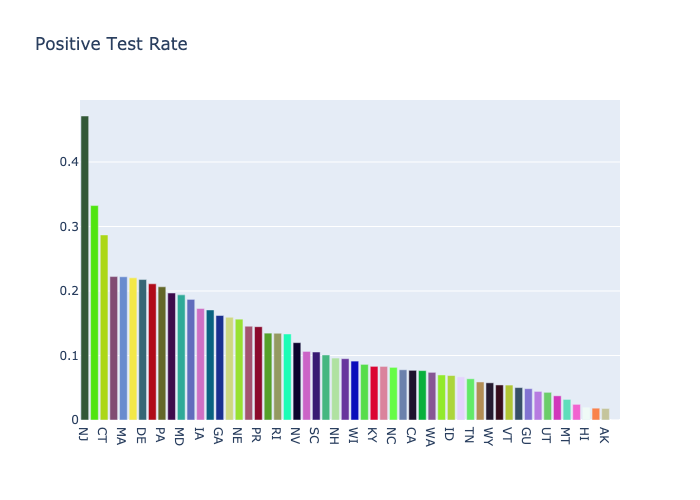 Positive Test Rate
0.4
0.3
0.2
0.1
0
NJ
CT
MA
DE
PA
MD
IA
GA
NE
PR
RI
NV
SC
NH
WI
KY
NC
CA
WA
ID
TN
WY
VT
GU
UT
MT
HI
AK